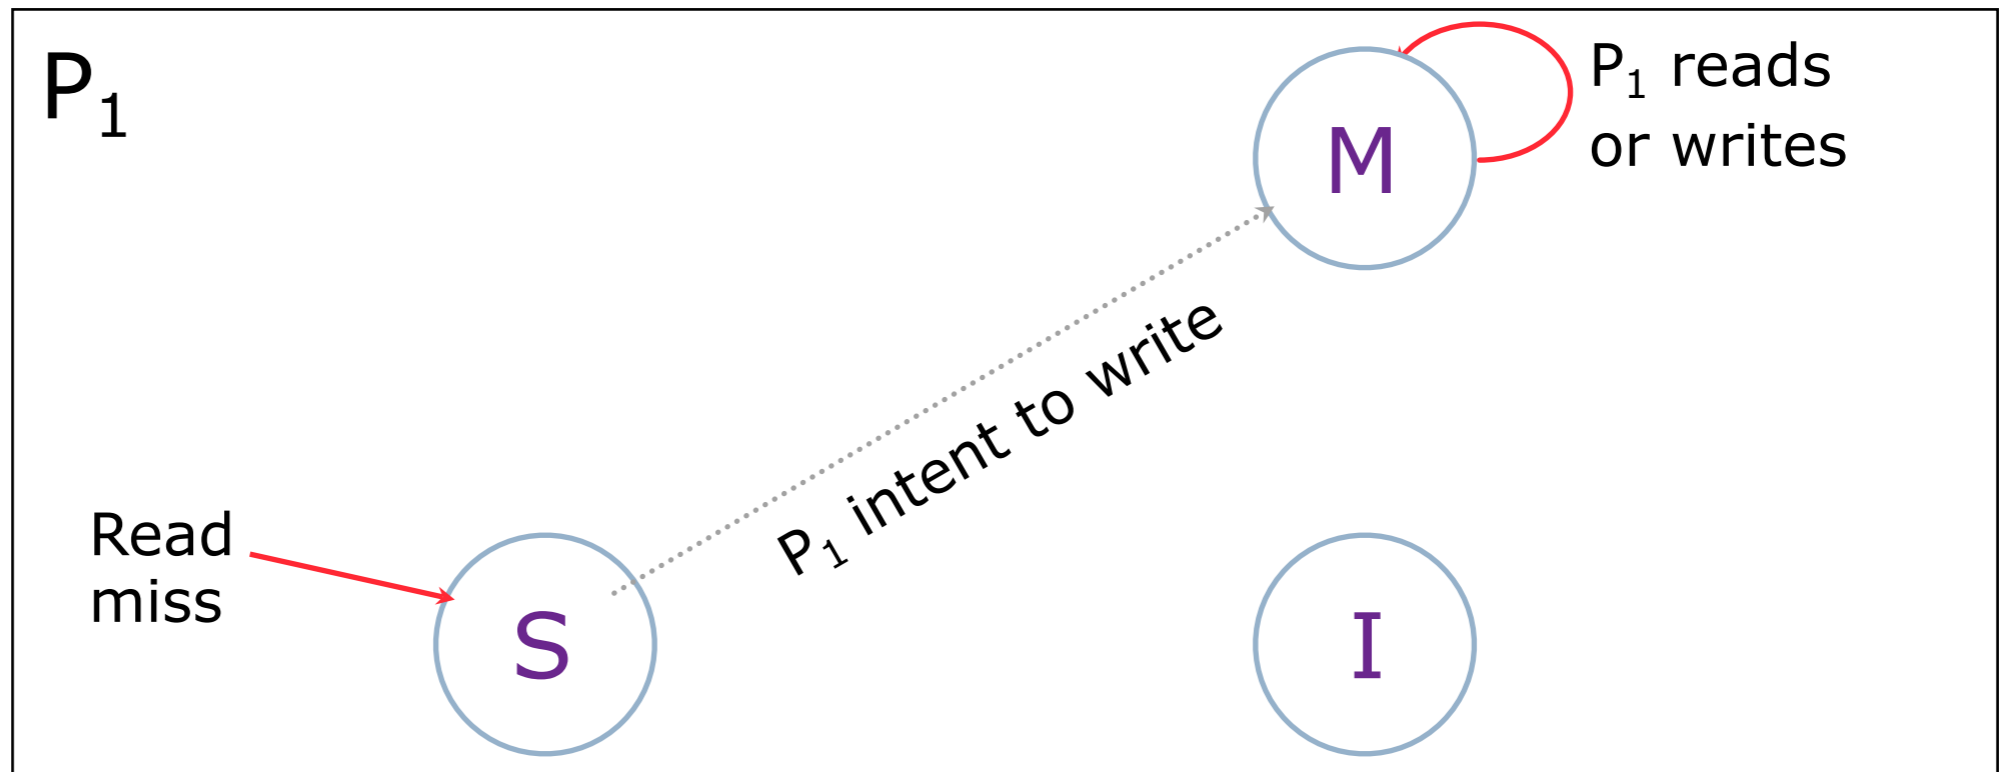 P₁
P₁ reads
or writes
M
P₁ intent to write
Read
miss
S
I